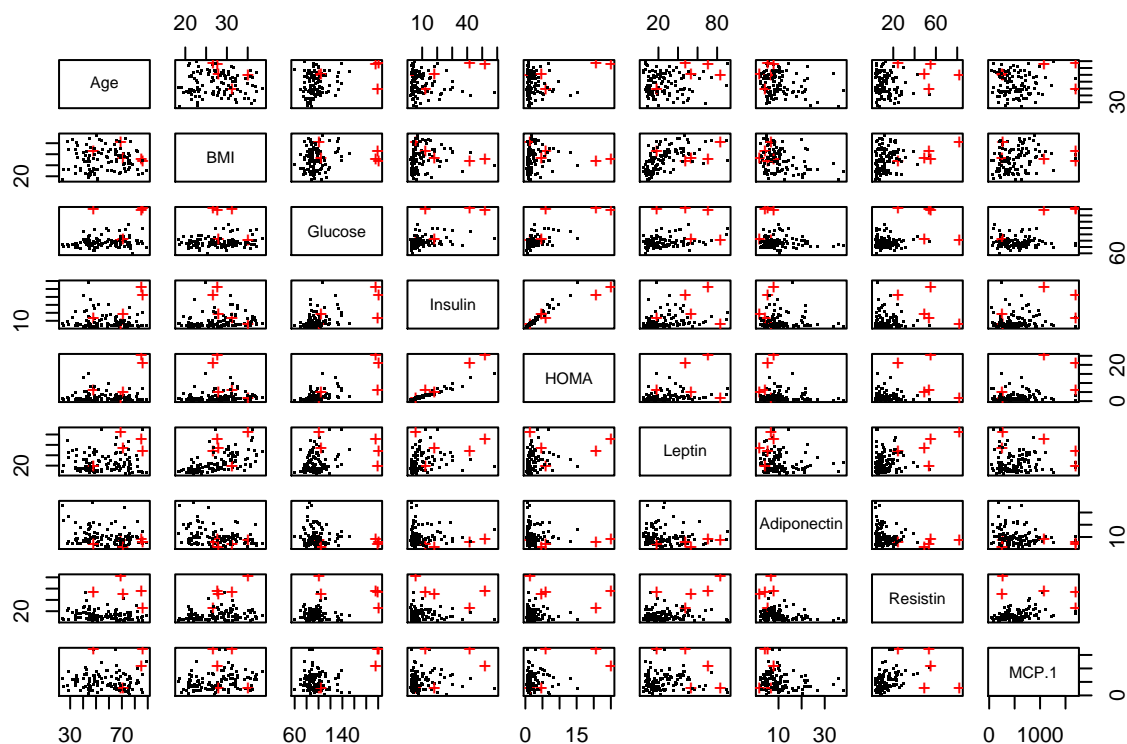 20 30 10 40 20 80 20 60
Age 30
20 BMI
Glucose 60
10 Insulin
HOMA 0 20
20 Leptin
Adiponectin 10
20 Resistin
MCP.1 0
30 70 60 140 0 15 10 30 0 1000